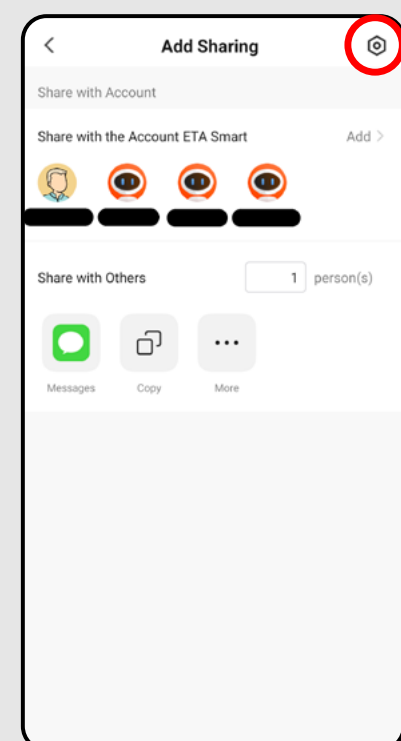 Add Sharing
Share with Account
Share with the Account ETA Smart Add >
Share with Others 1 person(s)
Messages Copy More